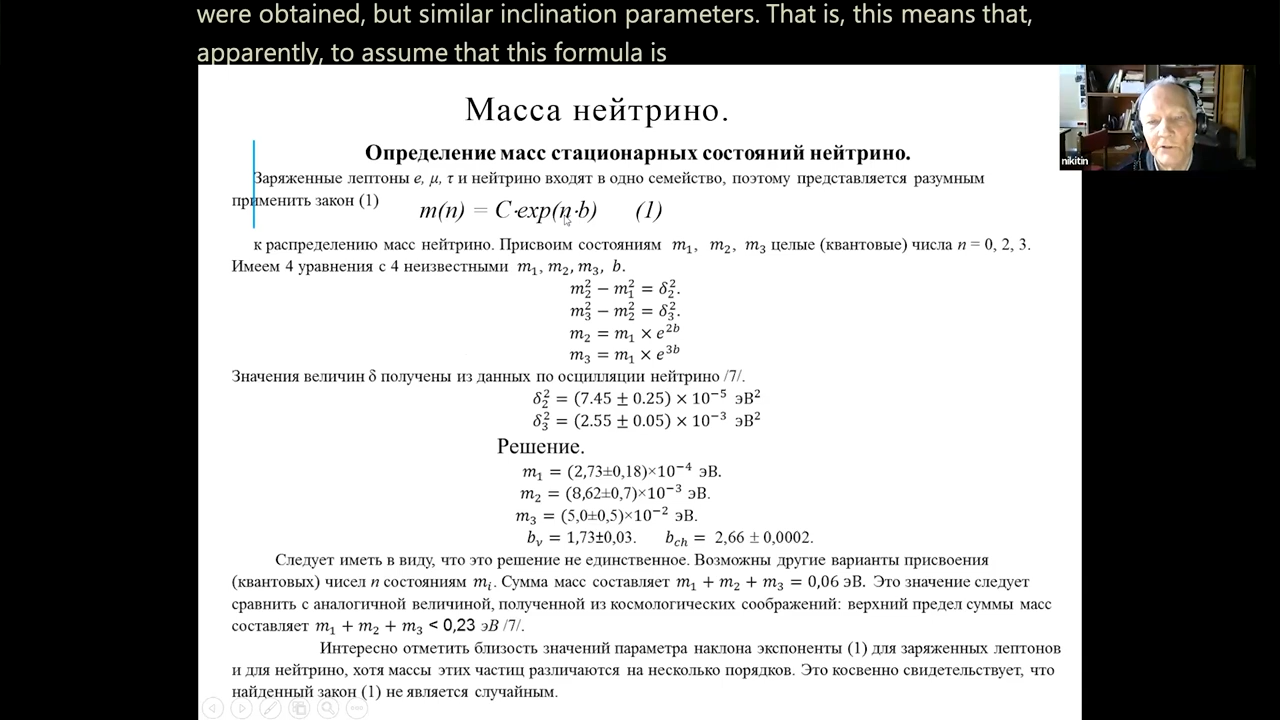 were obtained, but similar inclination parameters. That is, this means that,
apparently, to assume that this formula is
nikitin
Масса нейтрино.
Определение масс стационарных состояний нейтрино.
Заряженные лептоны e, μ, τ и нейтрино входят в одно семейство, поэтому представляется разумным
применить закон (1)
m(n) = C·exp(n·b) (1)
к распределению масс нейтрино. Присвоим состояниям m₁, m₂, m₃ целые (квантовые) числа n = 0, 2, 3.
Имеем 4 уравнения с 4 неизвестными m₁, m₂, m₃, b.
m₂² − m₁² = δ₂².
m₃² − m₂² = δ₃².
m₂ = m₁ × e²ᵇ
m₃ = m₁ × e³ᵇ
Значения величин δ получены из данных по осцилляции нейтрино /7/.
δ₂² = (7.45 ± 0.25) × 10⁻⁵ эВ²
δ₃² = (2.55 ± 0.05) × 10⁻³ эВ²
Решение.
m₁ = (2,73±0,18)×10⁻⁴ эВ.
m₂ = (8,62±0,7)×10⁻³ эВ.
m₃ = (5,0±0,5)×10⁻² эВ.
b_ν = 1,73±0,03. b_ch = 2,66 ± 0,0002.
Следует иметь в виду, что это решение не единственное. Возможны другие варианты присвоения
(квантовых) чисел n состояниям mᵢ. Сумма масс составляет m₁ + m₂ + m₃ = 0,06 эВ. Это значение следует
сравнить с аналогичной величиной, полученной из космологических соображений: верхний предел суммы масс
составляет m₁ + m₂ + m₃ < 0,23 эВ /7/.
Интересно отметить близость значений параметра наклона экспоненты (1) для заряженных лептонов
и для нейтрино, хотя массы этих частиц различаются на несколько порядков. Это косвенно свидетельствует, что
найденный закон (1) не является случайным.